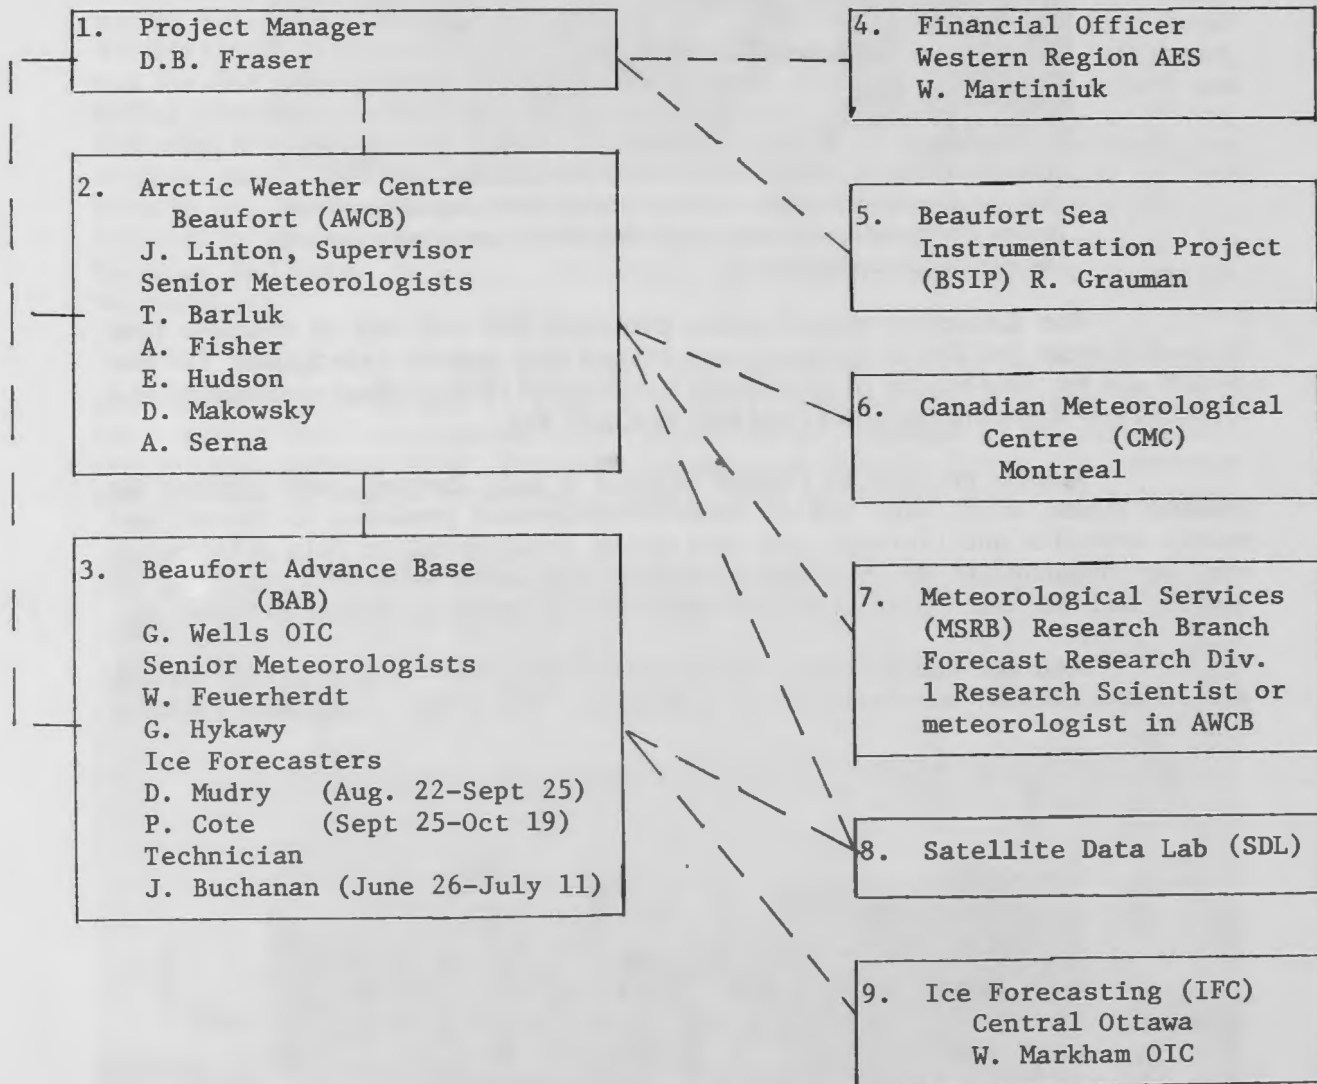 1. Project Manager
D.B. Fraser
2. Arctic Weather Centre
Beaufort (AWCB)
J. Linton, Supervisor
Senior Meteorologists
T. Barluk
A. Fisher
E. Hudson
D. Makowsky
A. Serna
3. Beaufort Advance Base
(BAB)
G. Wells OIC
Senior Meteorologists
W. Feuerherdt
G. Hykawy
Ice Forecasters
D. Mudry (Aug. 22-Sept 25)
P. Cote (Sept 25-Oct 19)
Technician
J. Buchanan (June 26-July 11)
4. Financial Officer
Western Region AES
W. Martiniuk
5. Beaufort Sea
Instrumentation Project
(BSIP) R. Grauman
6. Canadian Meteorological
Centre (CMC)
Montreal
7. Meteorological Services
(MSRB) Research Branch
Forecast Research Div.
1 Research Scientist or
meteorologist in AWCB
8. Satellite Data Lab (SDL)
9. Ice Forecasting (IFC)
Central Ottawa
W. Markham OIC